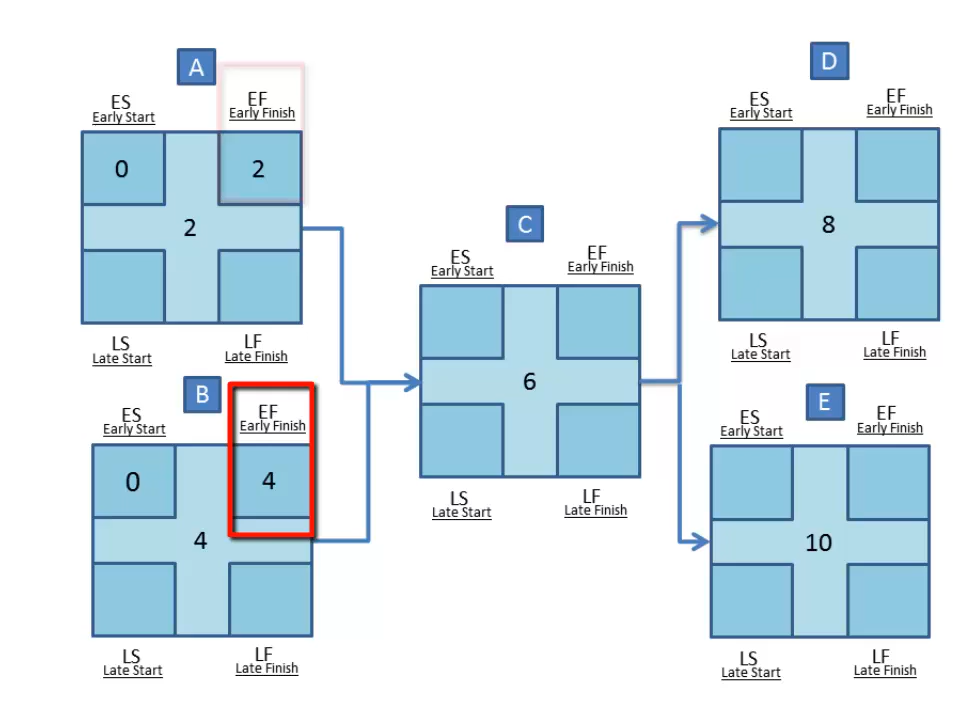 A
ES
Early Start
EF
Early Finish
0
2
2
LS
Late Start
LF
Late Finish
B
ES
Early Start
EF
Early Finish
0
4
4
LS
Late Start
LF
Late Finish
C
ES
Early Start
EF
Early Finish
6
LS
Late Start
LF
Late Finish
D
ES
Early Start
EF
Early Finish
8
LS
Late Start
LF
Late Finish
E
ES
Early Start
EF
Early Finish
10
LS
Late Start
LF
Late Finish